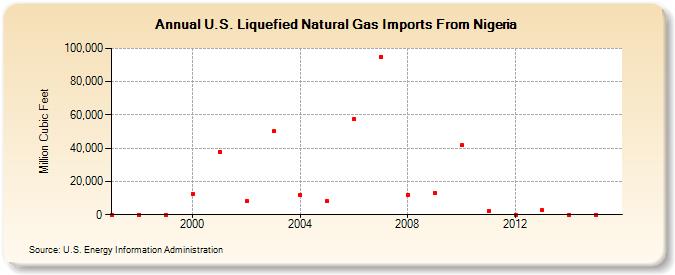 Annual U.S. Liquefied Natural Gas Imports From Nigeria
Million Cubic Feet
100,000
80,000
60,000
40,000
20,000
0
2000 2004 2008 2012
Source: U.S. Energy Information Administration